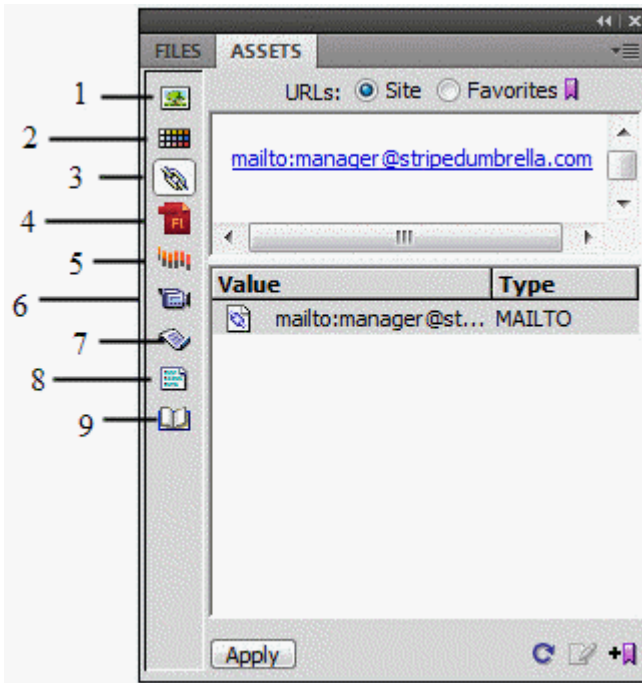 FILES ASSETS
URLs: Site Favorites
mailto:manager@stripedumbrella.com
Value Type
mailto:manager@st... MAILTO
Apply
1
2
3
4
FL
5
6
7
8
9